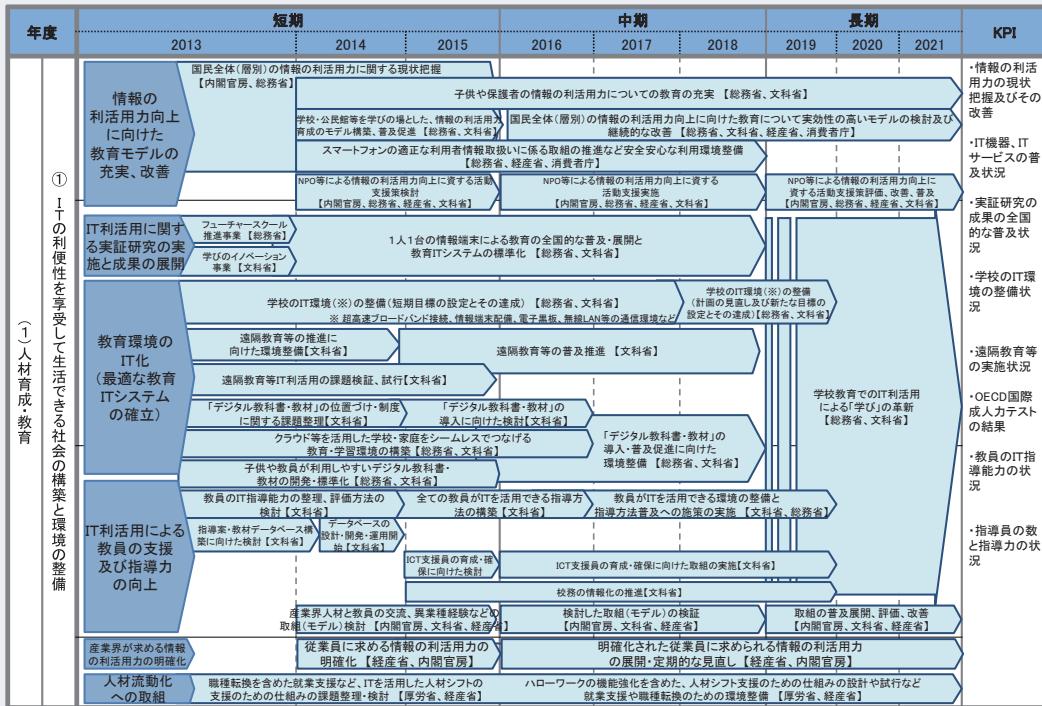 年度
短期
中期
長期
KPI
2013
2014
2015
2016
2017
2018
2019
2020
2021
(1)人材育成・教育
① ITの利便性を享受して生活できる社会の構築と環境の整備
情報の
利活用力向上
に向けた
教育モデルの
充実、改善
国民全体(層別)の情報の利活用力に関する現状把握
【内閣官房、総務省】
子供や保護者の情報の利活用力についての教育の充実 【総務省、文科省】
学校・公民館等を学びの場とした、情報の利活用力
育成のモデル構築、普及促進 【総務省、文科省】
国民全体(層別)の情報の利活用力向上に向けた教育について実効性の高いモデルの検討及び
継続的な改善 【総務省、文科省、経産省、消費者庁】
スマートフォンの適正な利用者情報取扱いに係る取組の推進など安全安心な利用環境整備
【総務省、経産省、消費者庁】
NPO等による情報の利活用力向上に資する活動
支援策検討
【内閣官房、総務省、経産省、文科省】
NPO等による情報の利活用力向上に資する
活動支援実施
【内閣官房、総務省、経産省、文科省】
NPO等による情報の利活用力向上に
資する活動支援策評価、改善、普及
【内閣官房、総務省、経産省、文科省】
IT利活用に関す
る実証研究の実
施と成果の展開
フューチャースクール
推進事業 【総務省】
学びのイノベーション
事業 【文科省】
1人1台の情報端末による教育の全国的な普及・展開と
教育ITシステムの標準化 【総務省、文科省】
教育環境の
IT化
(最適な教育
ITシステム
の確立)
学校のIT環境(※)の整備(短期目標の設定とその達成) 【総務省、文科省】
※ 超高速ブロードバンド接続、情報端末配備、電子黒板、無線LAN等の通信環境など
学校のIT環境(※)の整備
(計画の見直し及び新たな目標の
設定とその達成)【総務省、文科省】
遠隔教育等の推進に
向けた環境整備【文科省】
遠隔教育等の普及推進 【文科省】
遠隔教育等IT利活用の課題検証、試行【文科省】
「デジタル教科書・教材」の位置づけ・制度
に関する課題整理【文科省】
「デジタル教科書・教材」の
導入に向けた検討【文科省】
クラウド等を活用した学校・家庭をシームレスでつなげる
教育・学習環境の構築 【総務省、文科省】
「デジタル教科書・教材」の
導入・普及促進に向けた
環境整備 【総務省、文科省】
子供や教員が利用しやすいデジタル教科書・
教材の開発・標準化【総務省、文科省】
学校教育でのIT利活用
による「学び」の革新
【総務省、文科省】
IT利活用による
教員の支援
及び指導力
の向上
教員のIT指導能力の整理、評価方法の
検討【文科省】
全ての教員がITを活用できる指導方
法の構築 【文科省】
教員がITを活用できる環境の整備と
指導方法普及への施策の実施 【文科省、総務省】
指導案・教材データベース構
築に向けた検討 【文科省】
データベースの
設計・開発・運用開
始 【文科省】
ICT支援員の育成・確
保に向けた検討
ICT支援員の育成・確保に向けた取組の実施【文科省】
校務の情報化の推進【文科省】
産業界人材と教員の交流、異業種経験などの
取組(モデル)検討 【内閣官房、文科省、経産省】
検討した取組(モデル)の検証
【内閣官房、文科省、経産省】
取組の普及展開、評価、改善
【内閣官房、文科省、経産省】
産業界が求める情報
の利活用力の明確化
従業員に求める情報の利活用力の
明確化 【経産省、内閣官房】
明確化された従業員に求められる情報の利活用力
の展開・定期的な見直し 【経産省、内閣官房】
人材流動化
への取組
職種転換を含めた就業支援など、ITを活用した人材シフトの
支援のための仕組みの課題整理・検討 【厚労省、経産省】
ハローワークの機能強化を含めた、人材シフト支援のための仕組みの設計や試行など
就業支援や職種転換のための環境整備 【厚労省、経産省】
・情報の利活
用力の現状
把握及びその
改善
・IT機器、IT
サービスの普
及状況
・実証研究の
成果の全国
的な普及状
況
・学校のIT環
境の整備状
況
・遠隔教育等
の実施状況
・OECD国際
成人力テスト
の結果
・教員のIT指
導能力の状
況
・指導員の数
と指導力の状
況